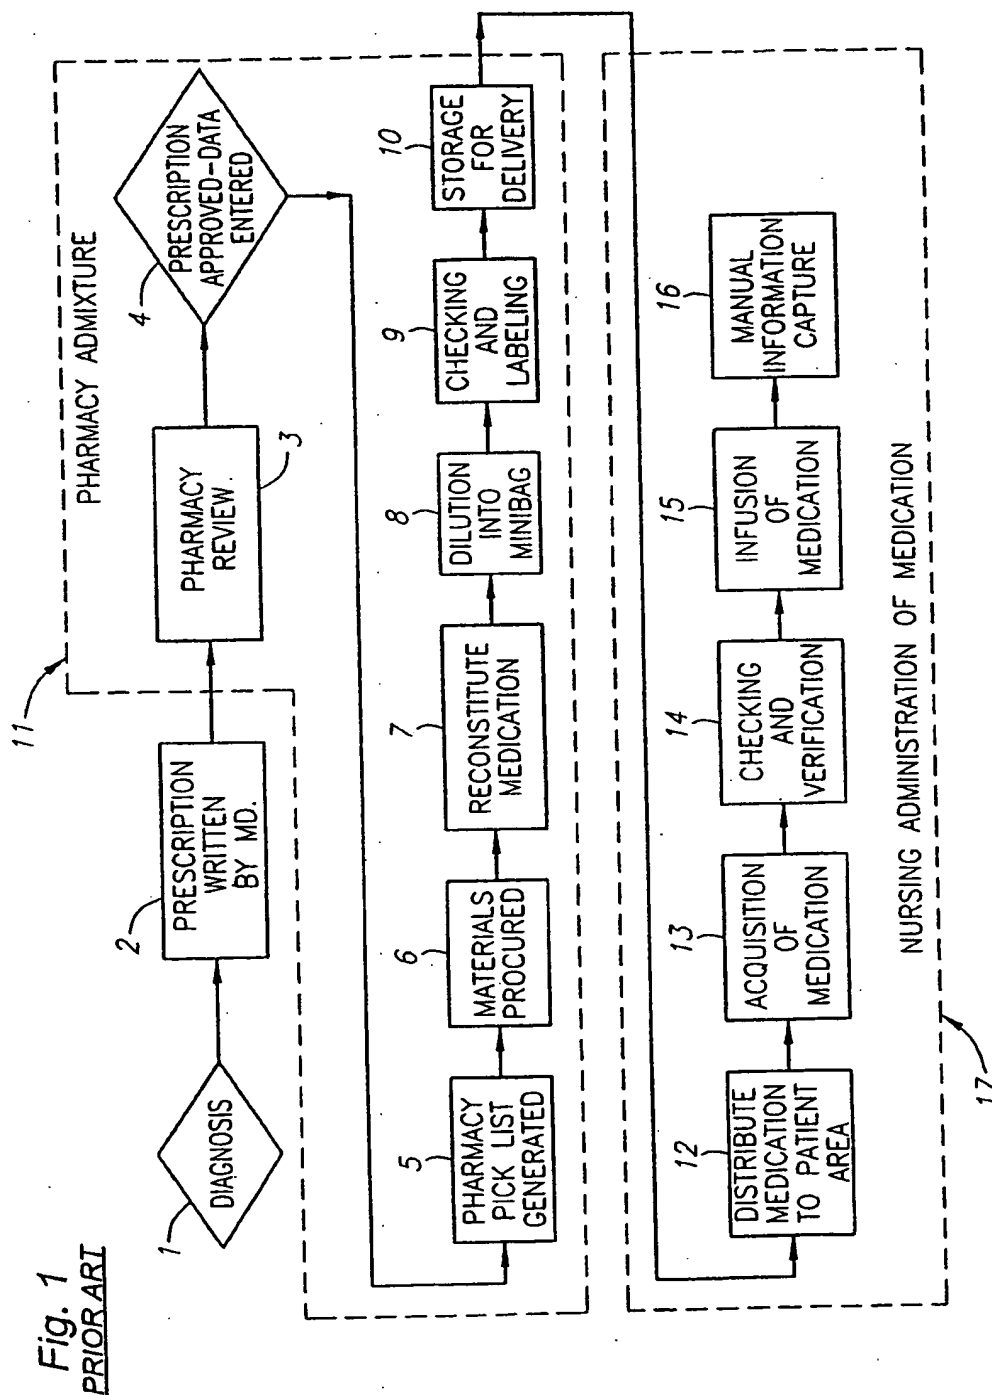 Fig. 1
PRIOR ART
11
PHARMACY ADMIXTURE
1
DIAGNOSIS
2
PRESCRIPTION
WRITTEN
BY MD.
PHARMACY
REVIEW.
3
4
PRESCRIPTION
APPROVED-DATA
ENTERED
5
PHARMACY
PICK LIST
GENERATED
6
MATERIALS
PROCURED
7
RECONSTITUTE
MEDICATION
8
DILUTION
INTO
MINIBAG
9
CHECKING
AND
LABELING
10
STORAGE
FOR
DELIVERY
12
DISTRIBUTE
MEDICATION
TO PATIENT
AREA
13
ACQUISITION
OF
MEDICATION
14
CHECKING
AND
VERIFICATION
15
INFUSION
OF
MEDICATION
16
MANUAL
INFORMATION
CAPTURE
NURSING ADMINISTRATION OF MEDICATION
17